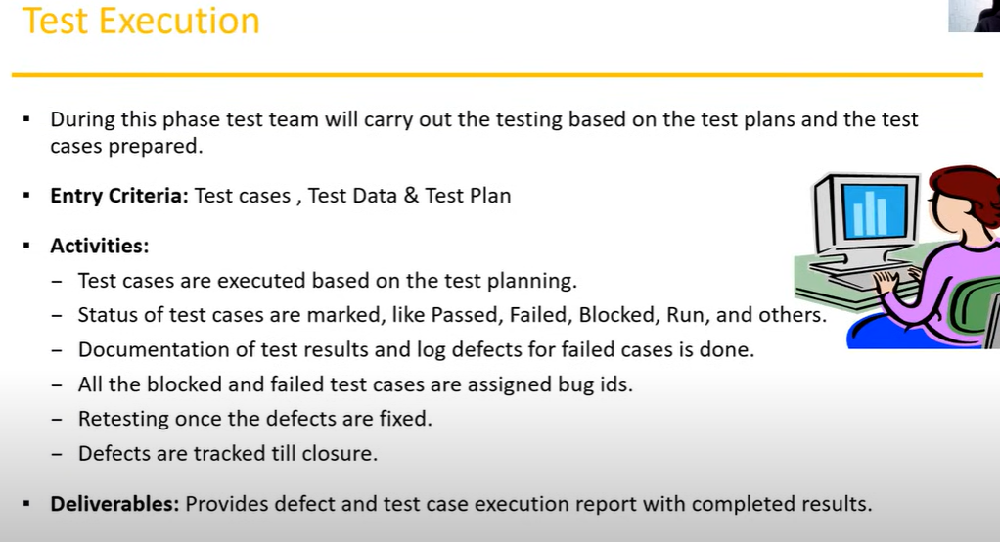 Test Execution
▪ During this phase test team will carry out the testing based on the test plans and the test
cases prepared.
▪ Entry Criteria: Test cases , Test Data & Test Plan
▪ Activities:
– Test cases are executed based on the test planning.
– Status of test cases are marked, like Passed, Failed, Blocked, Run, and others.
– Documentation of test results and log defects for failed cases is done.
– All the blocked and failed test cases are assigned bug ids.
– Retesting once the defects are fixed.
– Defects are tracked till closure.
▪ Deliverables: Provides defect and test case execution report with completed results.